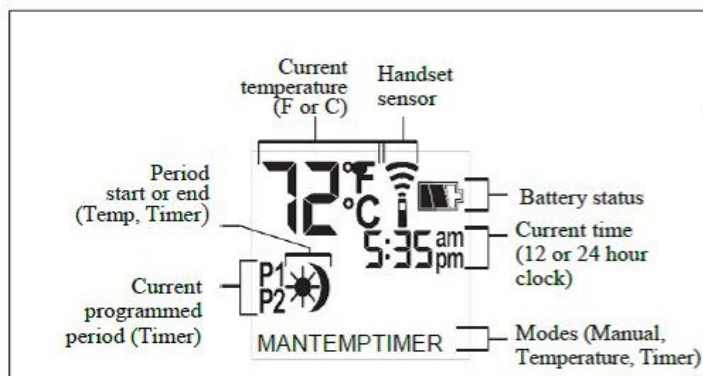 Current
temperature
(F or C)
Handset
sensor
Period
start or end
(Temp, Timer)
72 °F
°C
Battery status
5:35 am
pm
Current time
(12 or 24 hour
clock)
Current
programmed
period (Timer)
P1
P2
MANTEMPTIMER
Modes (Manual,
Temperature, Timer)